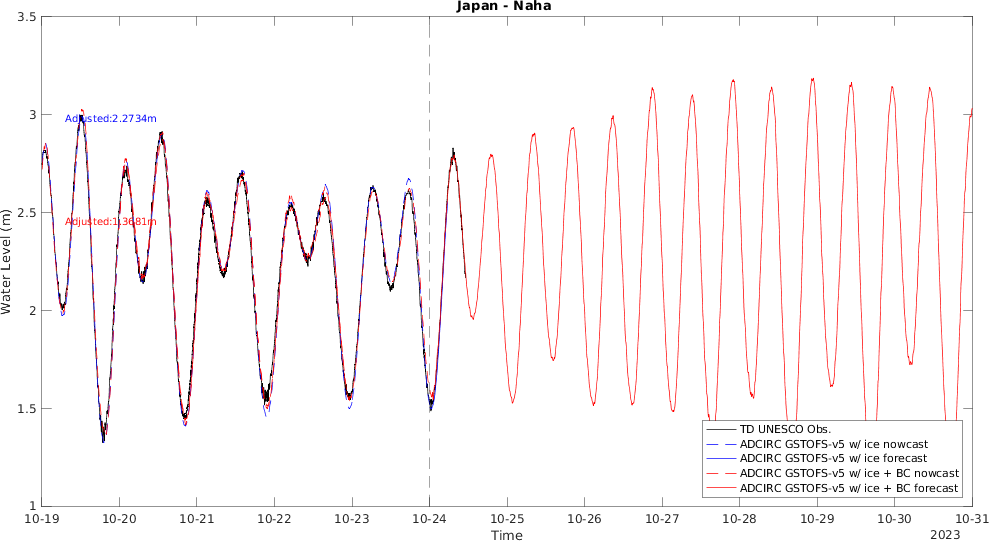 Japan - Naha
3.5
3
2.5
2
1.5
1
Water Level (m)
Adjusted:2.2734m
Adjusted:1.3681m
TD UNESCO Obs.
ADCIRC GSTOFS-v5 w/ ice nowcast
ADCIRC GSTOFS-v5 w/ ice forecast
ADCIRC GSTOFS-v5 w/ ice + BC nowcast
ADCIRC GSTOFS-v5 w/ ice + BC forecast
10-19 10-20 10-21 10-22 10-23 10-24 10-25 10-26 10-27 10-28 10-29 10-30 10-31
Time
2023